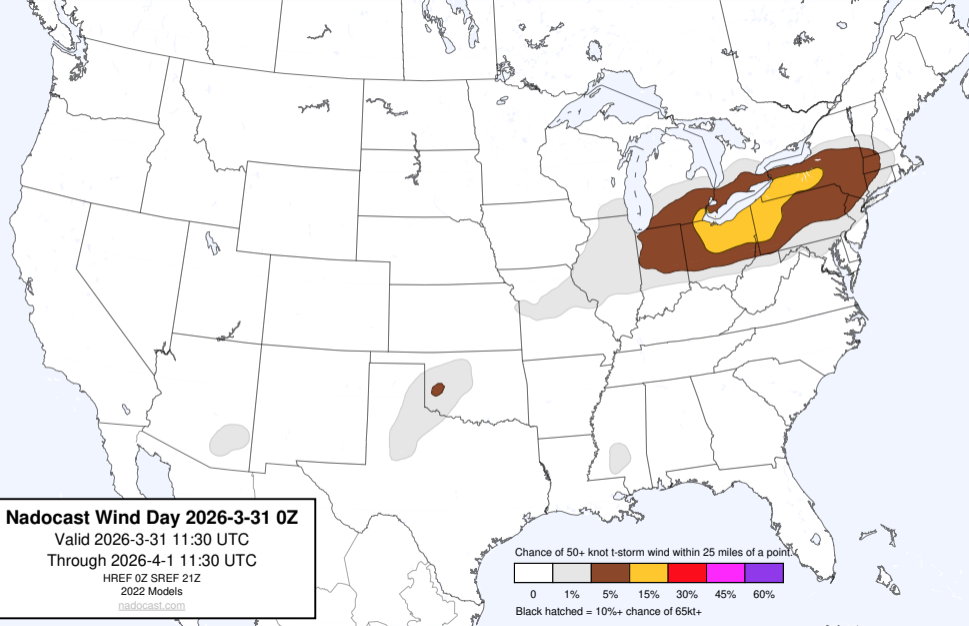 Nadocast Wind Day 2026-3-31 0Z
Valid 2026-3-31 11:30 UTC
Through 2026-4-1 11:30 UTC
HREF 0Z SREF 21Z
2022 Models
nadocast.com
Chance of 50+ knot t-storm wind within 25 miles of a point.
0 1% 5% 15% 30% 45% 60%
Black hatched = 10%+ chance of 65kt+